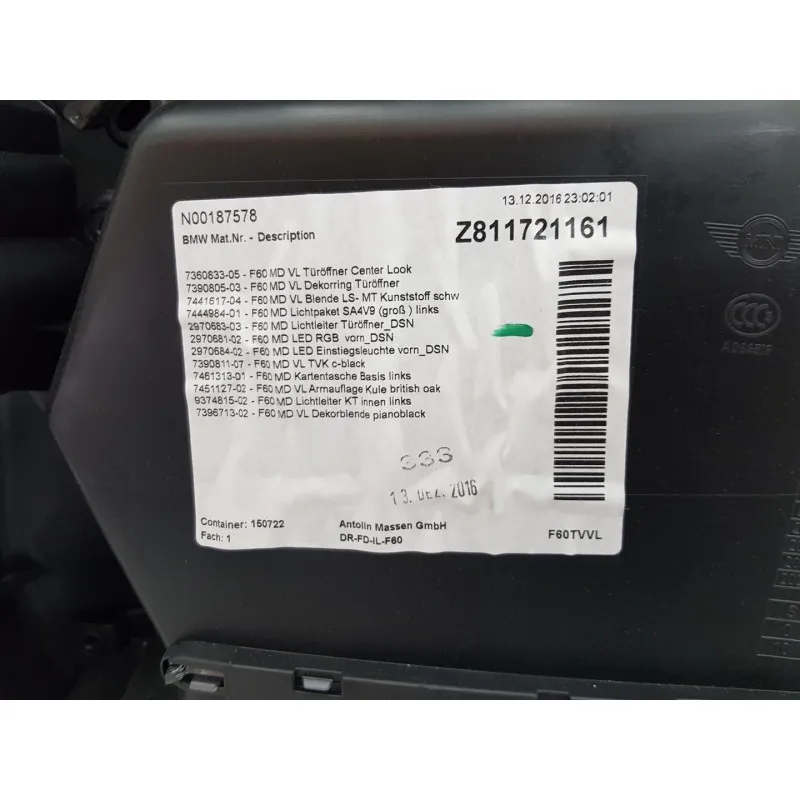 13.12.2016 23:02:01
N00187578
BMW Mat.Nr. - Description
Z811721161
7360833-05 - F60 MD VL Türöffner Center Look
7390805-03 - F60 MD VL Dekorring Türöffner
7441617-04 - F60 MD VL Blende LS- MT Kunststoff schw
7444984-01 - F60 MD Lichtpaket SA4V9 (groß ) links
2970683-03 - F60 MD Lichtleiter Türöffner_DSN
2970681-02 - F60 MD LED RGB vorn_DSN
2970684-02 - F60 MD LED Einstiegsleuchte vorn_DSN
7390811-07 - F60 MD VL TVK c-black
7461313-01 - F60 MD Kartentasche Basis links
7451127-02 - F60 MD VL Armauflage Kule british oak
9374815-02 - F60 MD Lichtleiter KT innen links
7396713-02 - F60 MD VL Dekorblende pianoblack
333
13. DEZ. 2016
Container: 150722
Fach: 1
Antolin Massen GmbH
DR-FD-IL-F60
F60TVVL
MINI
CCC